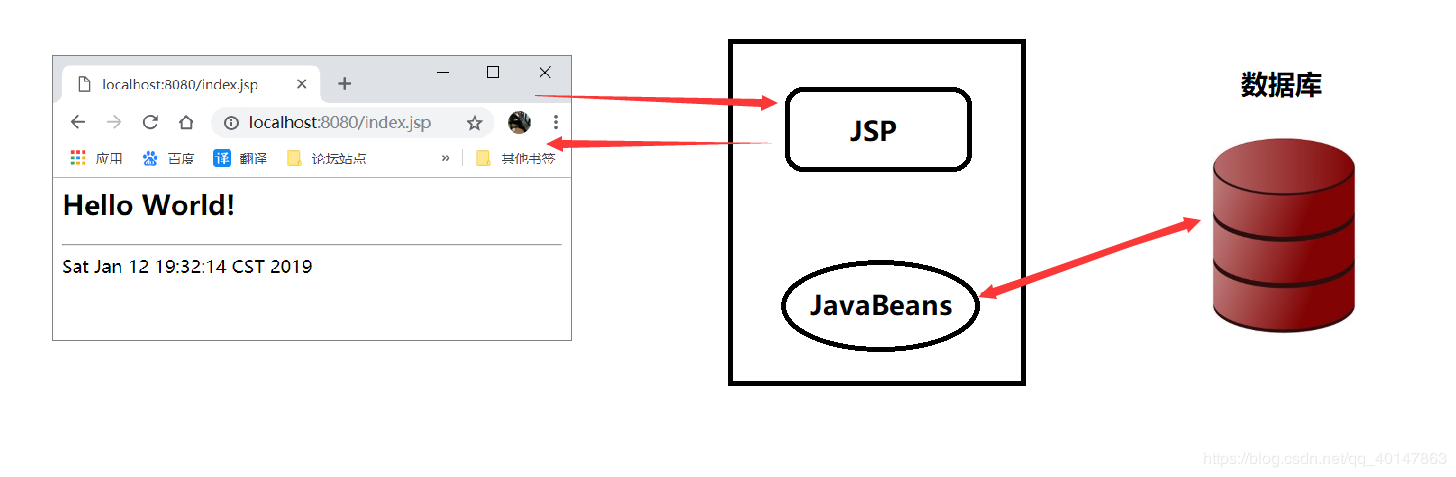 localhost:8080/index.jsp
localhost:8080/index.jsp
应用 百度 译 翻译 论坛站点 » 其他书签
Hello World!
Sat Jan 12 19:32:14 CST 2019
JSP
JavaBeans
数据库
https://blog.csdn.net/qq_40147863